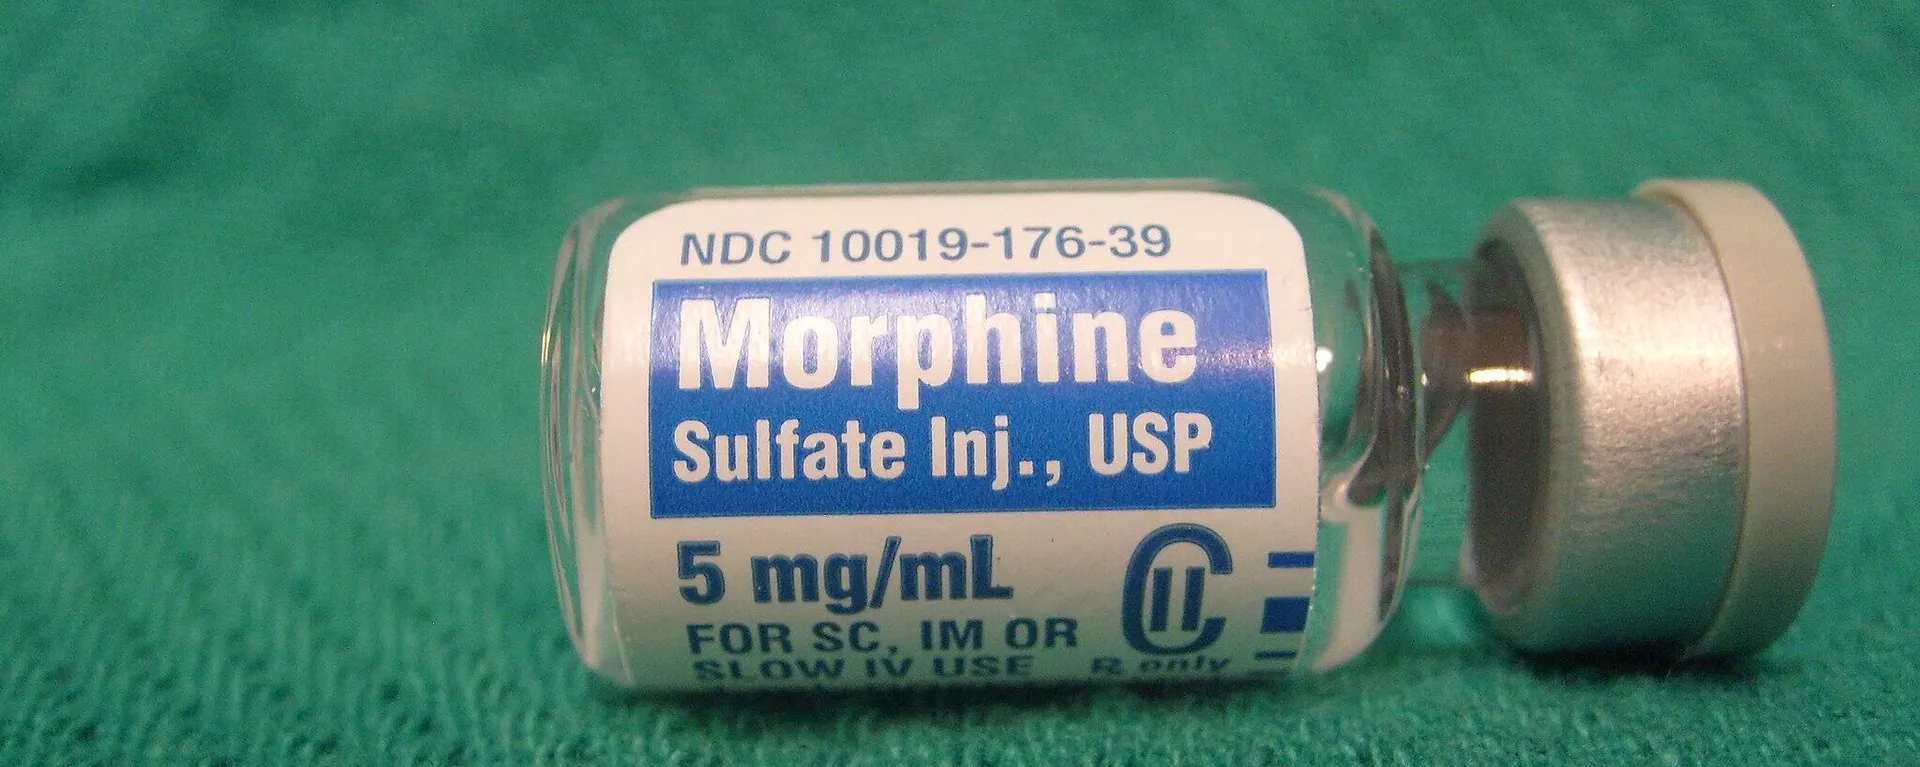 NDC 10019-176-39
Morphine
Sulfate Inj., USP
5 mg/mL CII
FOR SC, IM OR
SLOW IV USE ℞ only